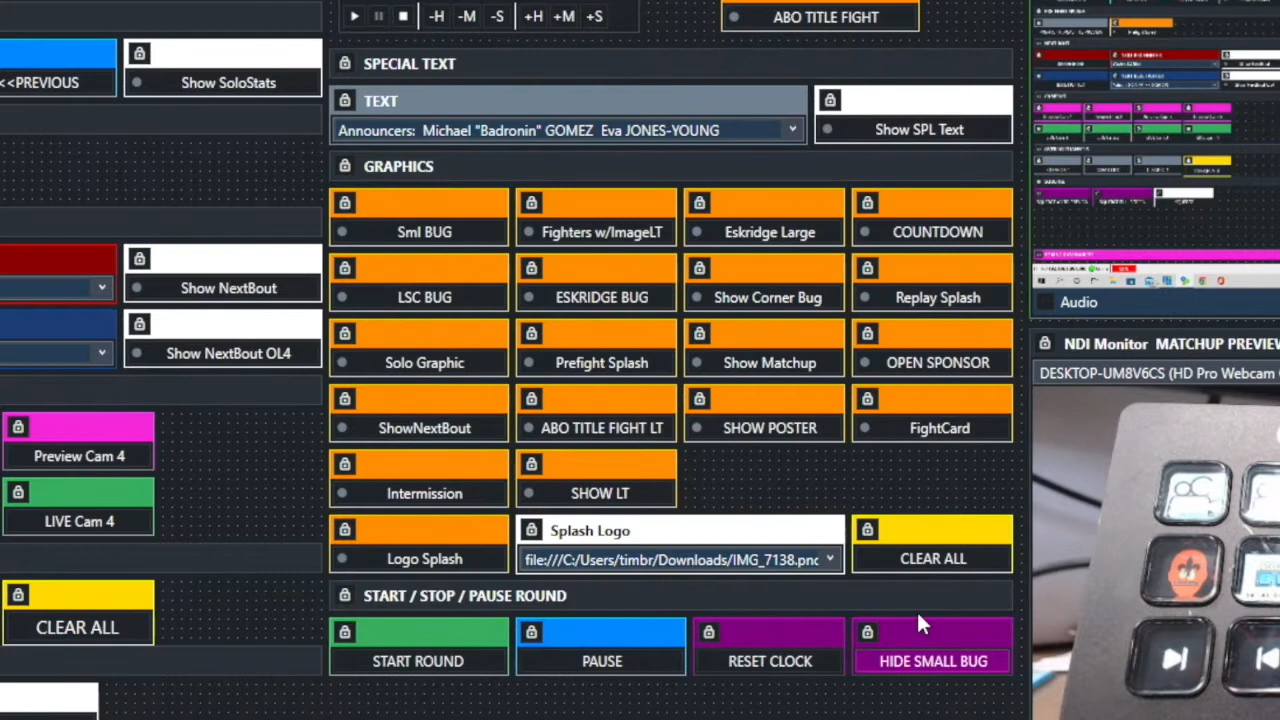 -H -M -S +H +M +S
ABO TITLE FIGHT
<<PREVIOUS
Show SoloStats
SPECIAL TEXT
TEXT
Announcers: Michael "Badronin" GOMEZ Eva JONES-YOUNG
Show SPL Text
GRAPHICS
Sml BUG
Fighters w/ImageLT
Eskridge Large
COUNTDOWN
Show NextBout
LSC BUG
ESKRIDGE BUG
Show Corner Bug
Replay Splash
Audio
Show NextBout OL4
Solo Graphic
Prefight Splash
Show Matchup
OPEN SPONSOR
NDI Monitor MATCHUP PREVIEW
DESKTOP-UM8V6CS (HD Pro Webcam
Preview Cam 4
ShowNextBout
ABO TITLE FIGHT LT
SHOW POSTER
FightCard
LIVE Cam 4
Intermission
SHOW LT
Logo Splash
Splash Logo
file:///C:/Users/timbr/Downloads/IMG_7138.pnc
CLEAR ALL
CLEAR ALL
START / STOP / PAUSE ROUND
START ROUND
PAUSE
RESET CLOCK
HIDE SMALL BUG